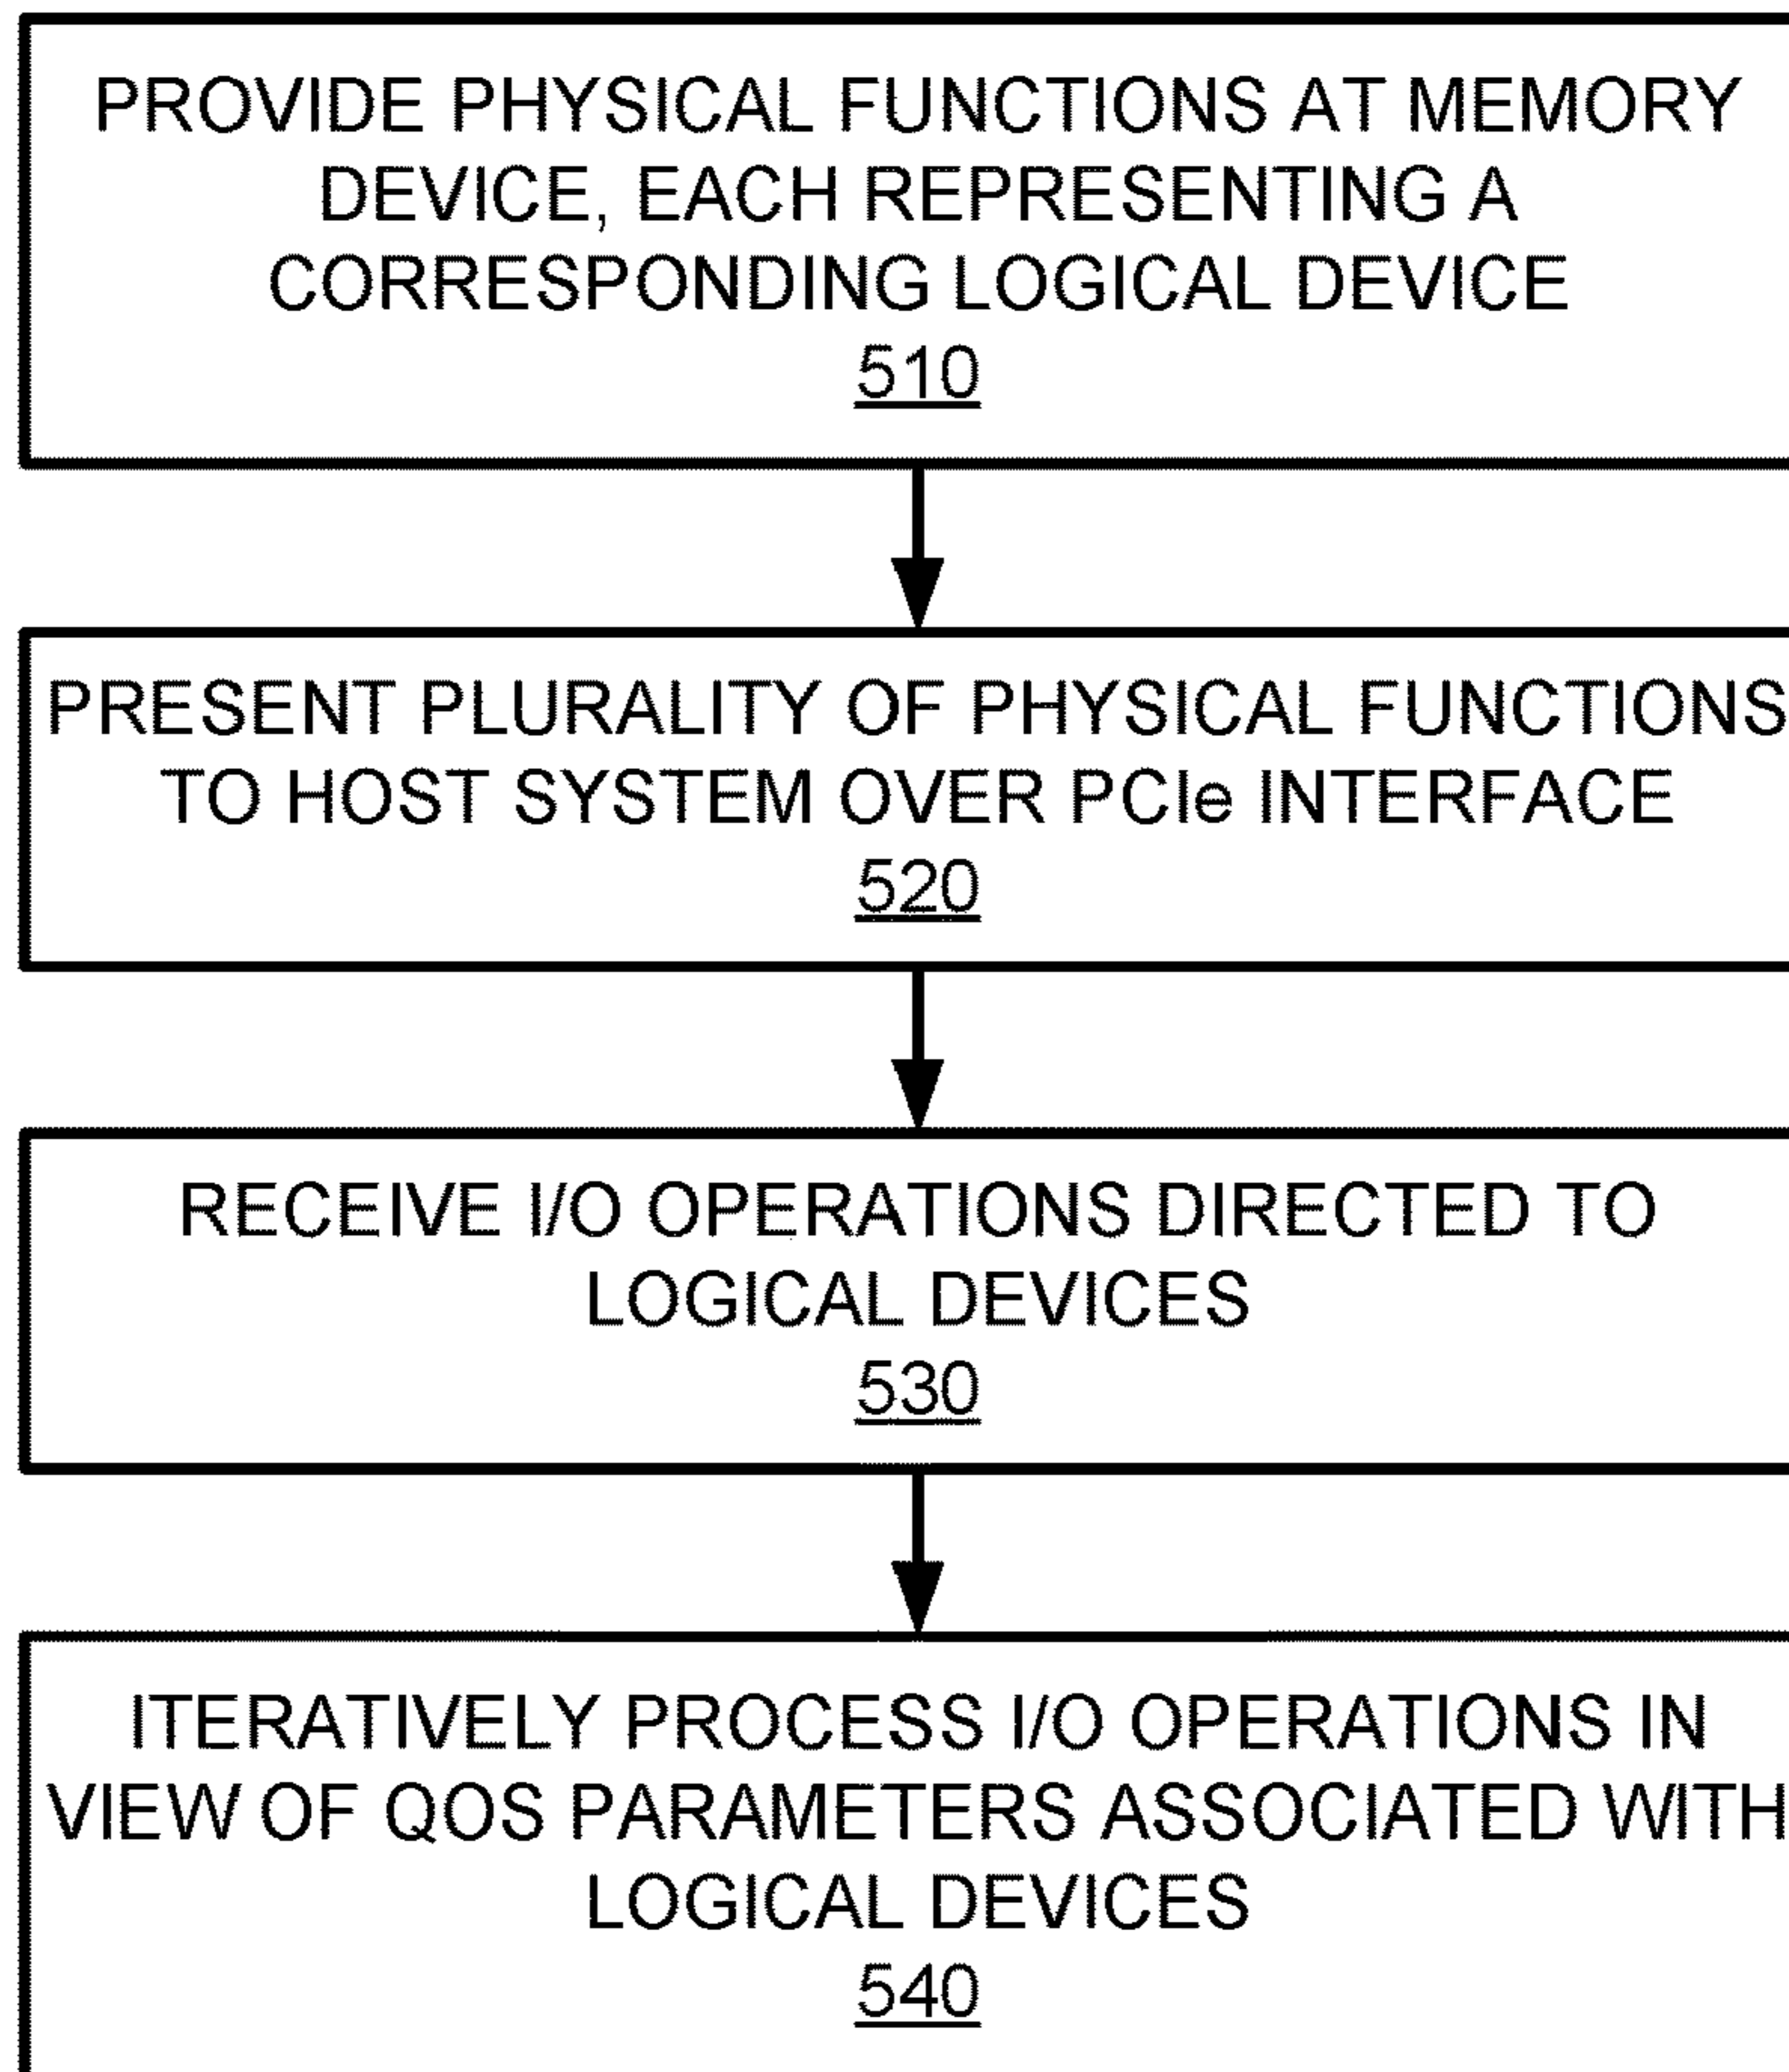 PROVIDE PHYSICAL FUNCTIONS AT MEMORY
DEVICE, EACH REPRESENTING A
CORRESPONDING LOGICAL DEVICE
510
PRESENT PLURALITY OF PHYSICAL FUNCTIONS
TO HOST SYSTEM OVER PCIe INTERFACE
520
RECEIVE I/O OPERATIONS DIRECTED TO
LOGICAL DEVICES
530
ITERATIVELY PROCESS I/O OPERATIONS IN
VIEW OF QOS PARAMETERS ASSOCIATED WITH
LOGICAL DEVICES
540